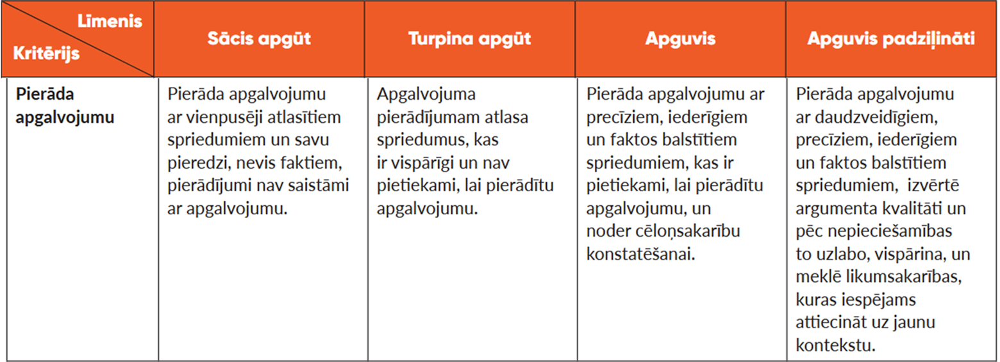 Līmenis
Kritērijs
Sācis apgūt
Turpina apgūt
Apguvis
Apguvis padziļināti
Pierāda
apgalvojumu
Pierāda apgalvojumu
ar vienpusēji atlasītiem
spriedumiem un savu
pieredzi, nevis faktiem,
pierādījumi nav saistāmi
ar apgalvojumu.
Apgalvojuma
pierādījumam atlasa
spriedumus, kas
ir vispārīgi un nav
pietiekami, lai pierādītu
apgalvojumu.
Pierāda apgalvojumu ar
precīziem, iederīgiem
un faktos balstītiem
spriedumiem, kas ir
pietiekami, lai pierādītu
apgalvojumu, un
noder cēloņsakarību
konstatēšanai.
Pierāda apgalvojumu
ar daudzveidīgiem,
precīziem, iederīgiem
un faktos balstītiem
spriedumiem, izvērtē
argumenta kvalitāti un
pēc nepieciešamības
to uzlabo, vispārina, un
meklē likumsakarības,
kuras iespējams
attiecināt uz jaunu
kontekstu.